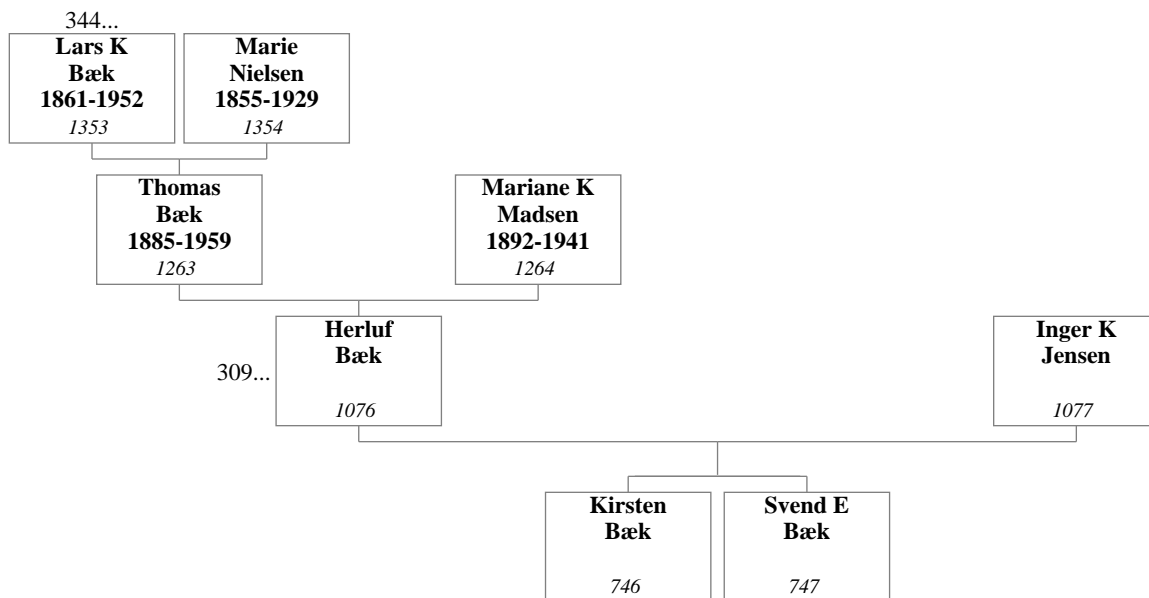 344...
Lars K
Bæk
1861-1952
1353
Marie
Nielsen
1855-1929
1354
Thomas
Bæk
1885-1959
1263
Mariane K
Madsen
1892-1941
1264
309...
Herluf
Bæk
1076
Inger K
Jensen
1077
Kirsten
Bæk
746
Svend E
Bæk
747